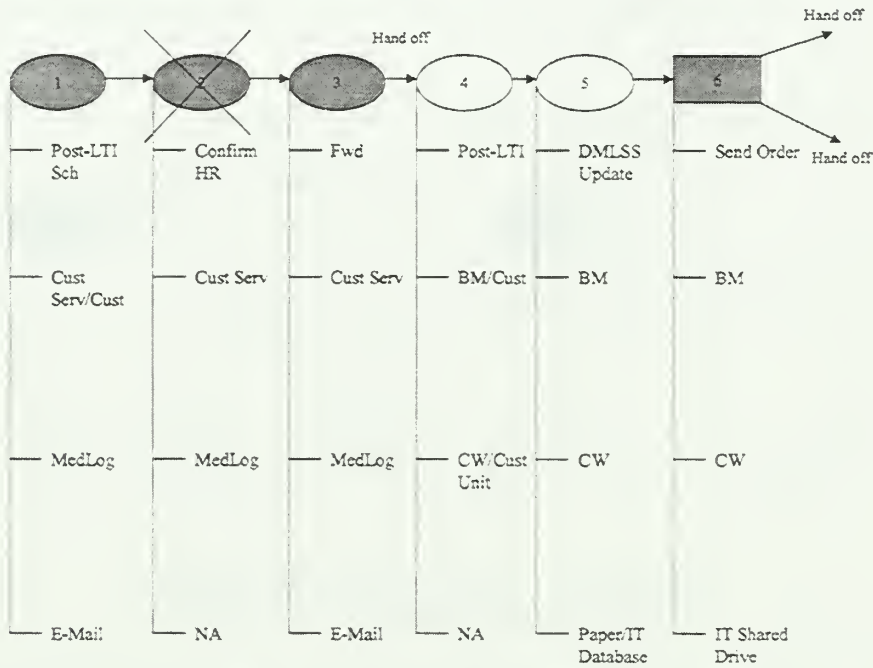 Hand off
Hand off
1
2
3
4
5
6
Hand off
Post-LTI
Sch
Confirm
HR
Fwd
Post-LTI
DMLSS
Update
Send Order
Cust
Serv/Cust
Cust Serv
Cust Serv
BM/Cust
BM
BM
MedLog
MedLog
MedLog
CW/Cust
Unit
CW
CW
E-Mail
NA
E-Mail
NA
Paper/IT
Database
IT Shared
Drive